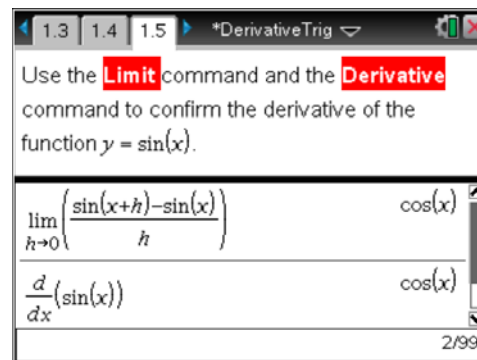 1.3 1.4 1.5 *DerivativeTrig
Use the Limit command and the Derivative
command to confirm the derivative of the
function y = sin(x).
lim h→0 ((sin(x+h)−sin(x))/h) cos(x)
d/dx (sin(x)) cos(x)
2/99